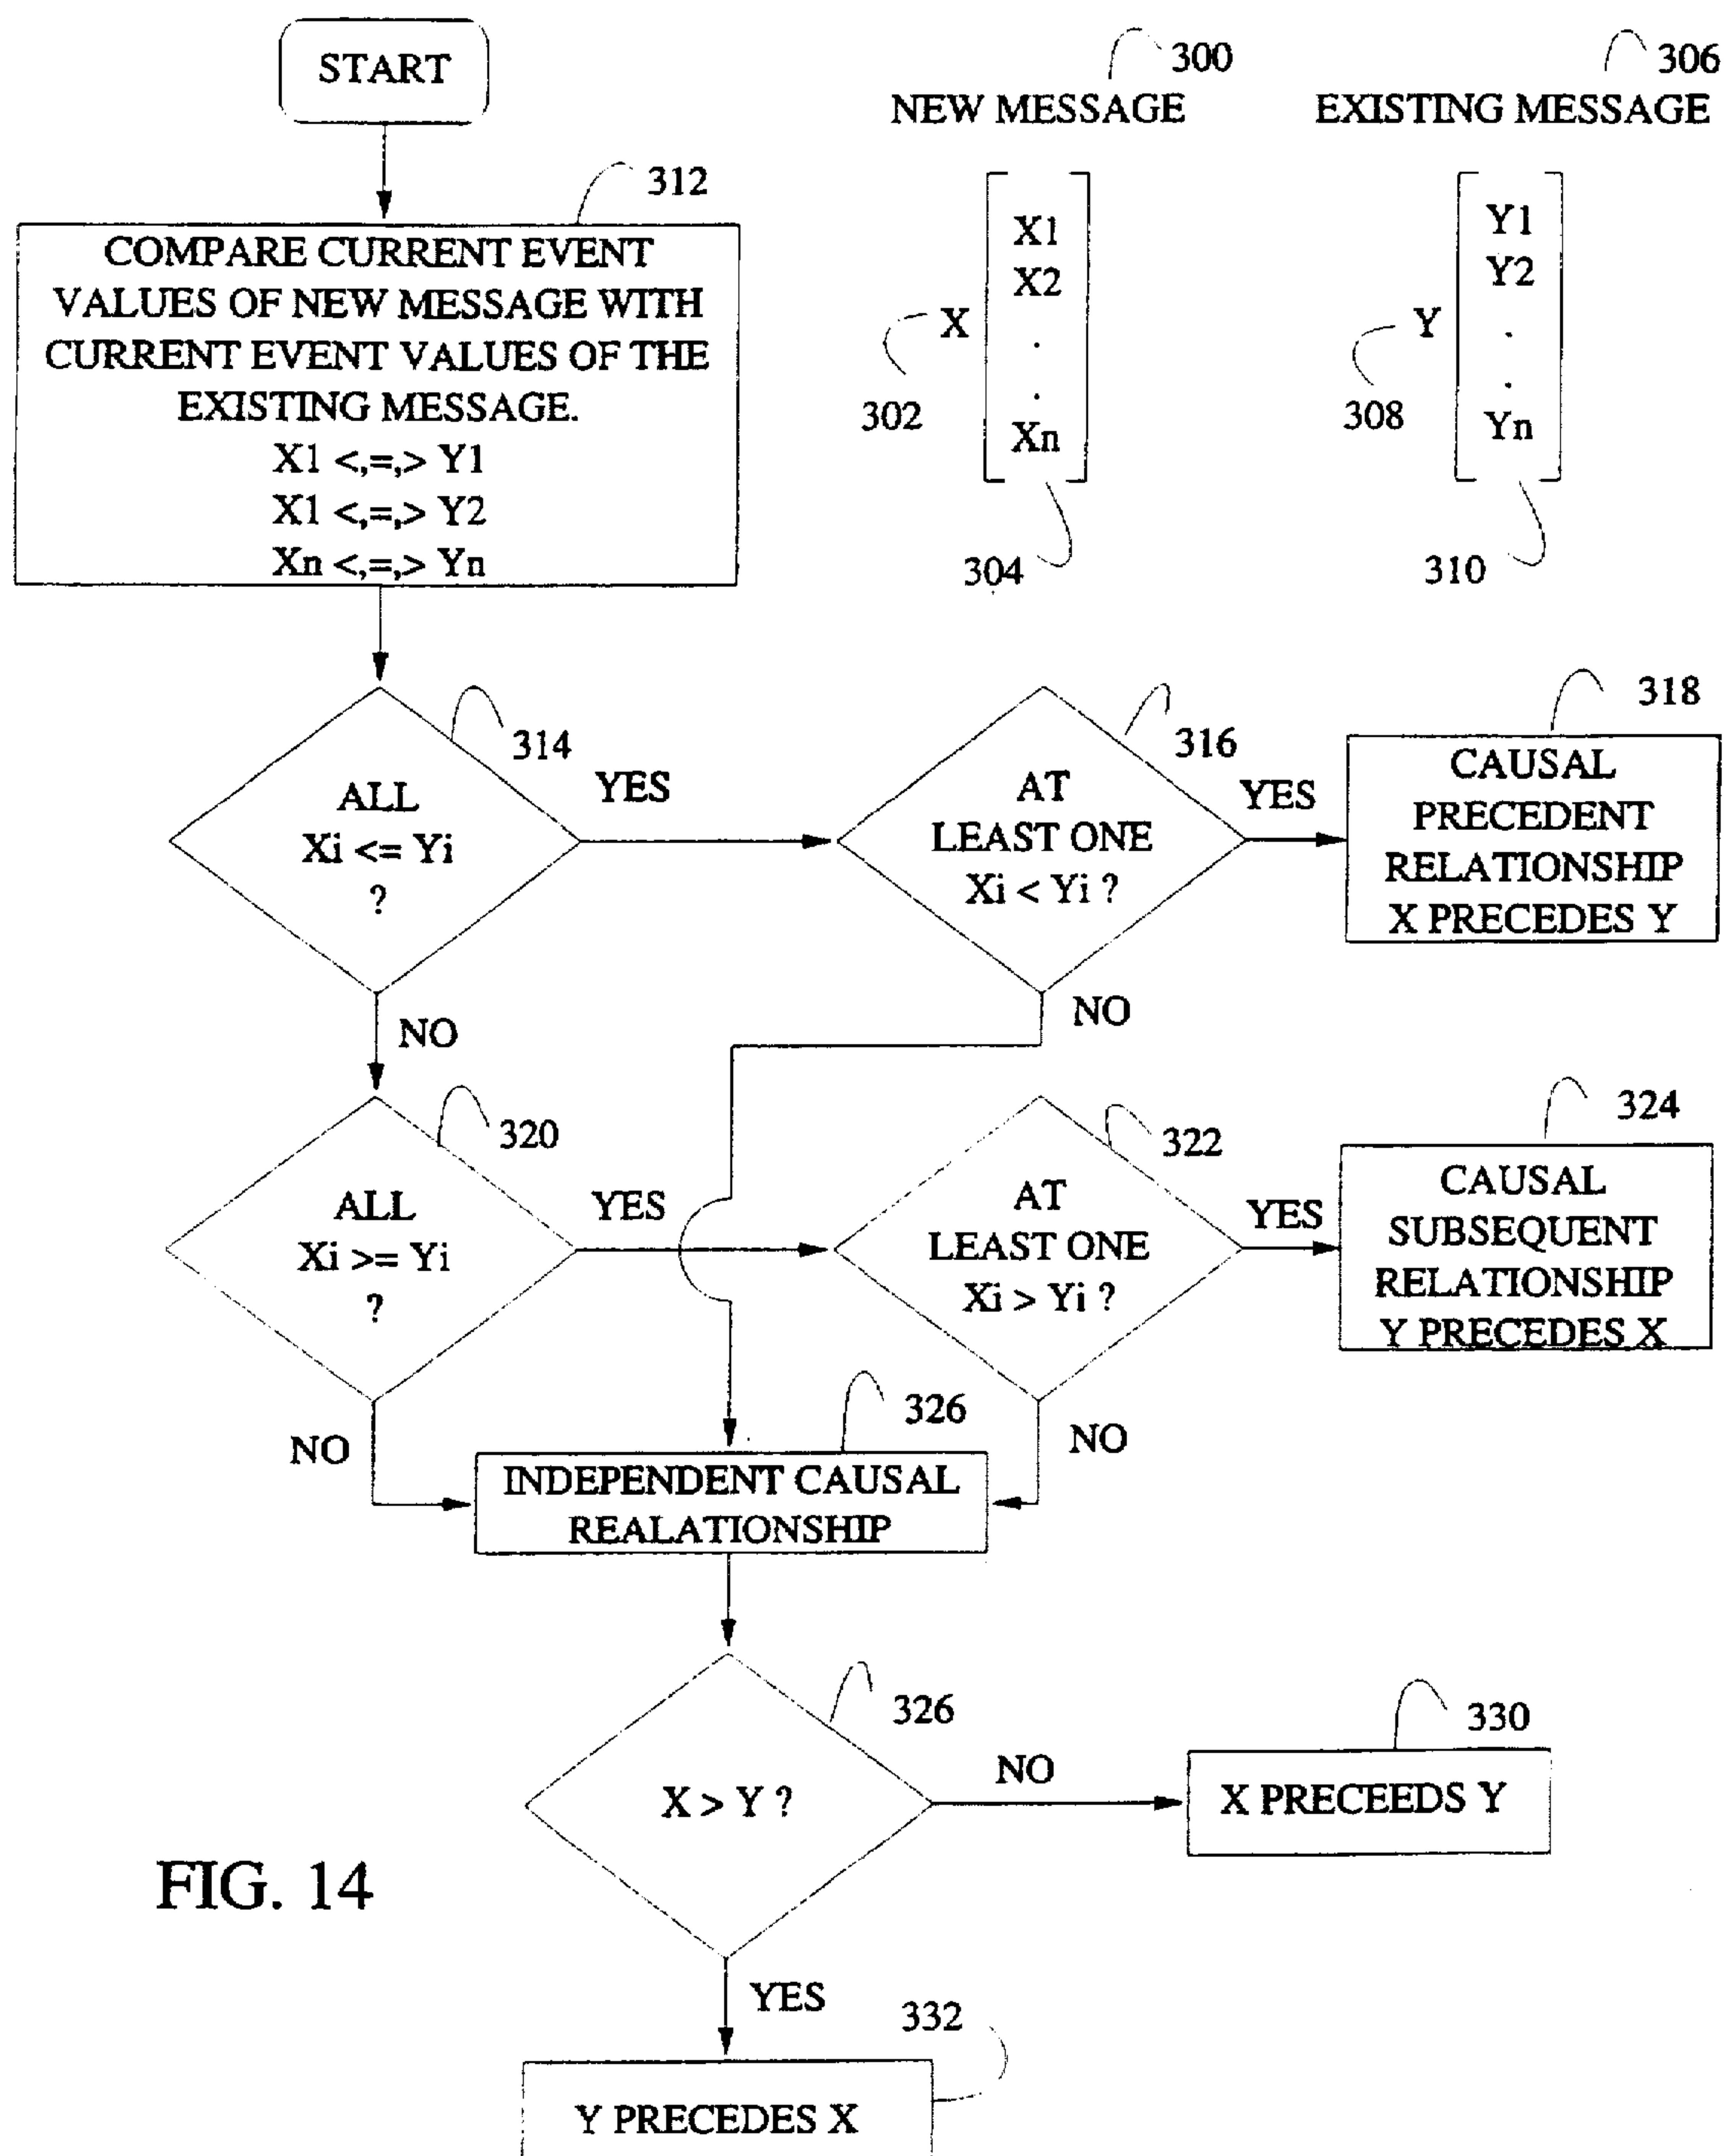 START
300
NEW MESSAGE
306
EXISTING MESSAGE
312
COMPARE CURRENT EVENT
VALUES OF NEW MESSAGE WITH
CURRENT EVENT VALUES OF THE
EXISTING MESSAGE.
X1 <,=,> Y1
X1 <,=,> Y2
Xn <,=,> Yn
X1
X2
X
.
.
Xn
302
304
Y1
Y2
Y
.
.
Yn
308
310
314
ALL
Xi <= Yi
?
YES
NO
316
AT
LEAST ONE
Xi < Yi ?
YES
NO
318
CAUSAL
PRECEDENT
RELATIONSHIP
X PRECEDES Y
320
ALL
Xi >= Yi
?
YES
NO
322
AT
LEAST ONE
Xi > Yi ?
YES
NO
324
CAUSAL
SUBSEQUENT
RELATIONSHIP
Y PRECEDES X
326
INDEPENDENT CAUSAL
REALATIONSHIP
326
X > Y ?
NO
330
X PRECEEDS Y
YES
332
Y PRECEDES X
FIG. 14